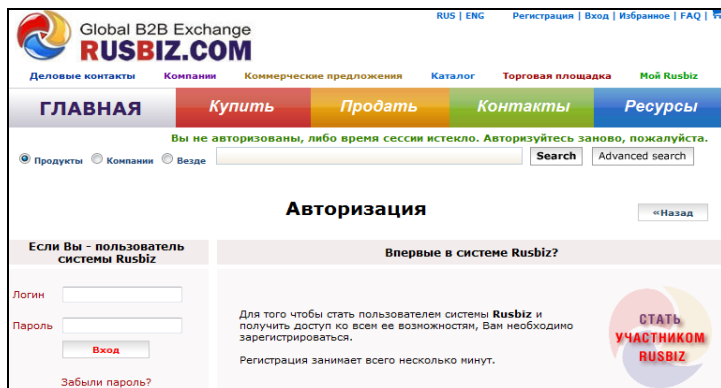 RUS | ENG Регистрация | Вход | Избранное | FAQ |
Global B2B Exchange
RUSBIZ.COM
Деловые контакты Компании Коммерческие предложения Каталог Торговая площадка Мой Rusbiz
ГЛАВНАЯ Купить Продать Контакты Ресурсы
Вы не авторизованы, либо время сессии истекло. Авторизуйтесь заново, пожалуйста.
Продукты Компании Везде Search Advanced search
Авторизация
«Назад
Если Вы - пользователь
системы Rusbiz
Впервые в системе Rusbiz?
Логин
Пароль
Вход
Забыли пароль?
Для того чтобы стать пользователем системы Rusbiz и
получить доступ ко всем ее возможностям, Вам необходимо
зарегистрироваться.
Регистрация занимает всего несколько минут.
СТАТЬ
УЧАСТНИКОМ
RUSBIZ